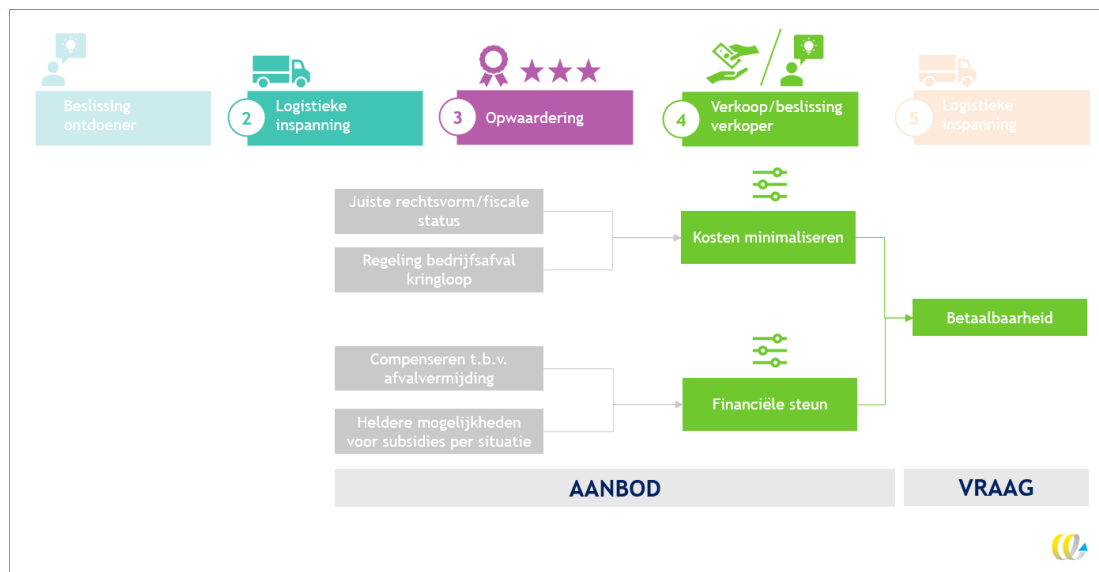 Beslissing
ontdoener
2
Logistieke
inspanning
3
Opwaardering
4
Verkoop/beslissing
verkoper
5
Logistieke
inspanning
Juiste rechtsvorm/fiscale
status
Regeling bedrijfsafval
kringloop
Kosten minimaliseren
Betaalbaarheid
Compenseren t.b.v.
afvalvermijding
Heldere mogelijkheden
voor subsidies per situatie
Financiële steun
AANBOD
VRAAG